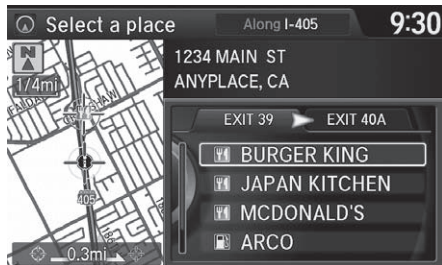 Select a place
Along I-405
9:30
N
1/4mi
1234 MAIN ST
ANYPLACE, CA
EXIT 39
EXIT 40A
BURGER KING
JAPAN KITCHEN
MCDONALD'S
ARCO
405
0.3mi